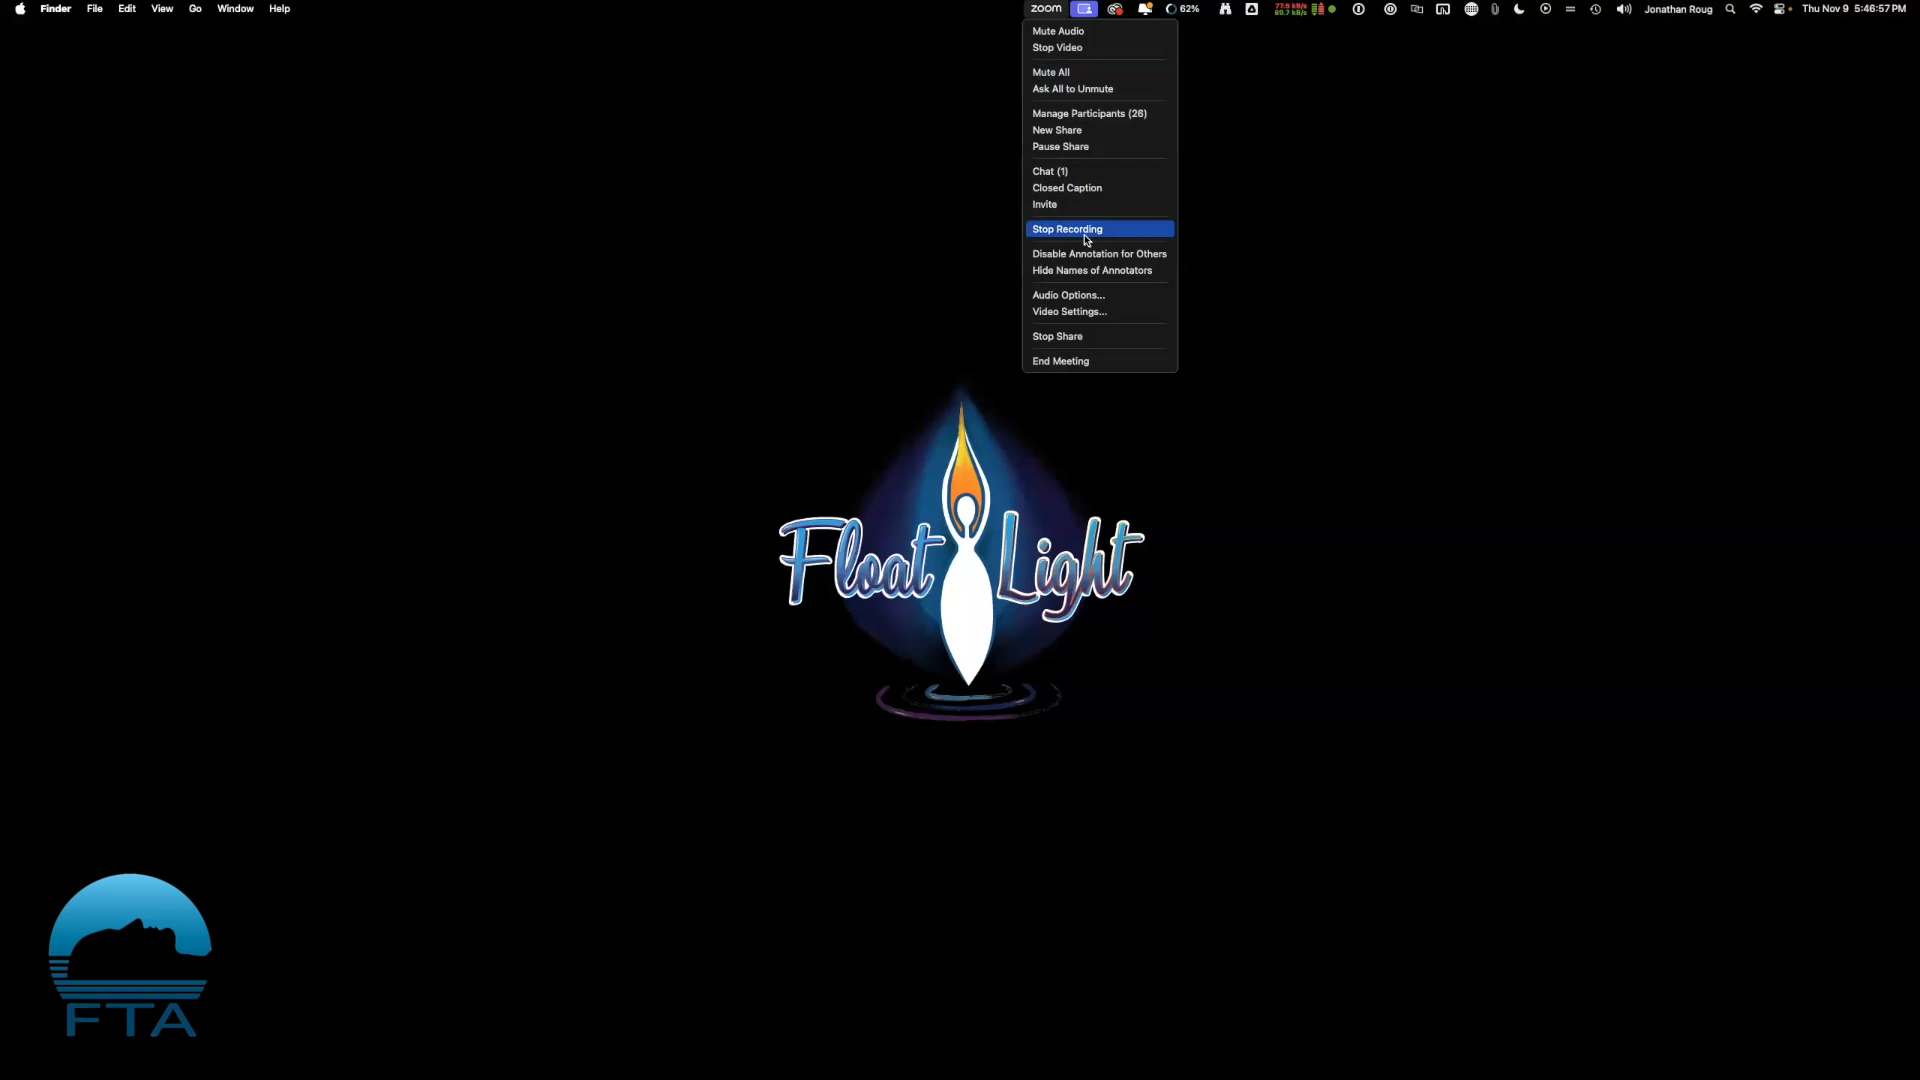 Finder File Edit View Go Window Help zoom 62% Jonathan Roug Thu Nov 9 5:46:57 PM
Mute Audio
Stop Video
Mute All
Ask All to Unmute
Manage Participants (26)
New Share
Pause Share
Chat (1)
Closed Caption
Invite
Stop Recording
Disable Annotation for Others
Hide Names of Annotators
Audio Options...
Video Settings...
Stop Share
End Meeting
Float Light
FTA